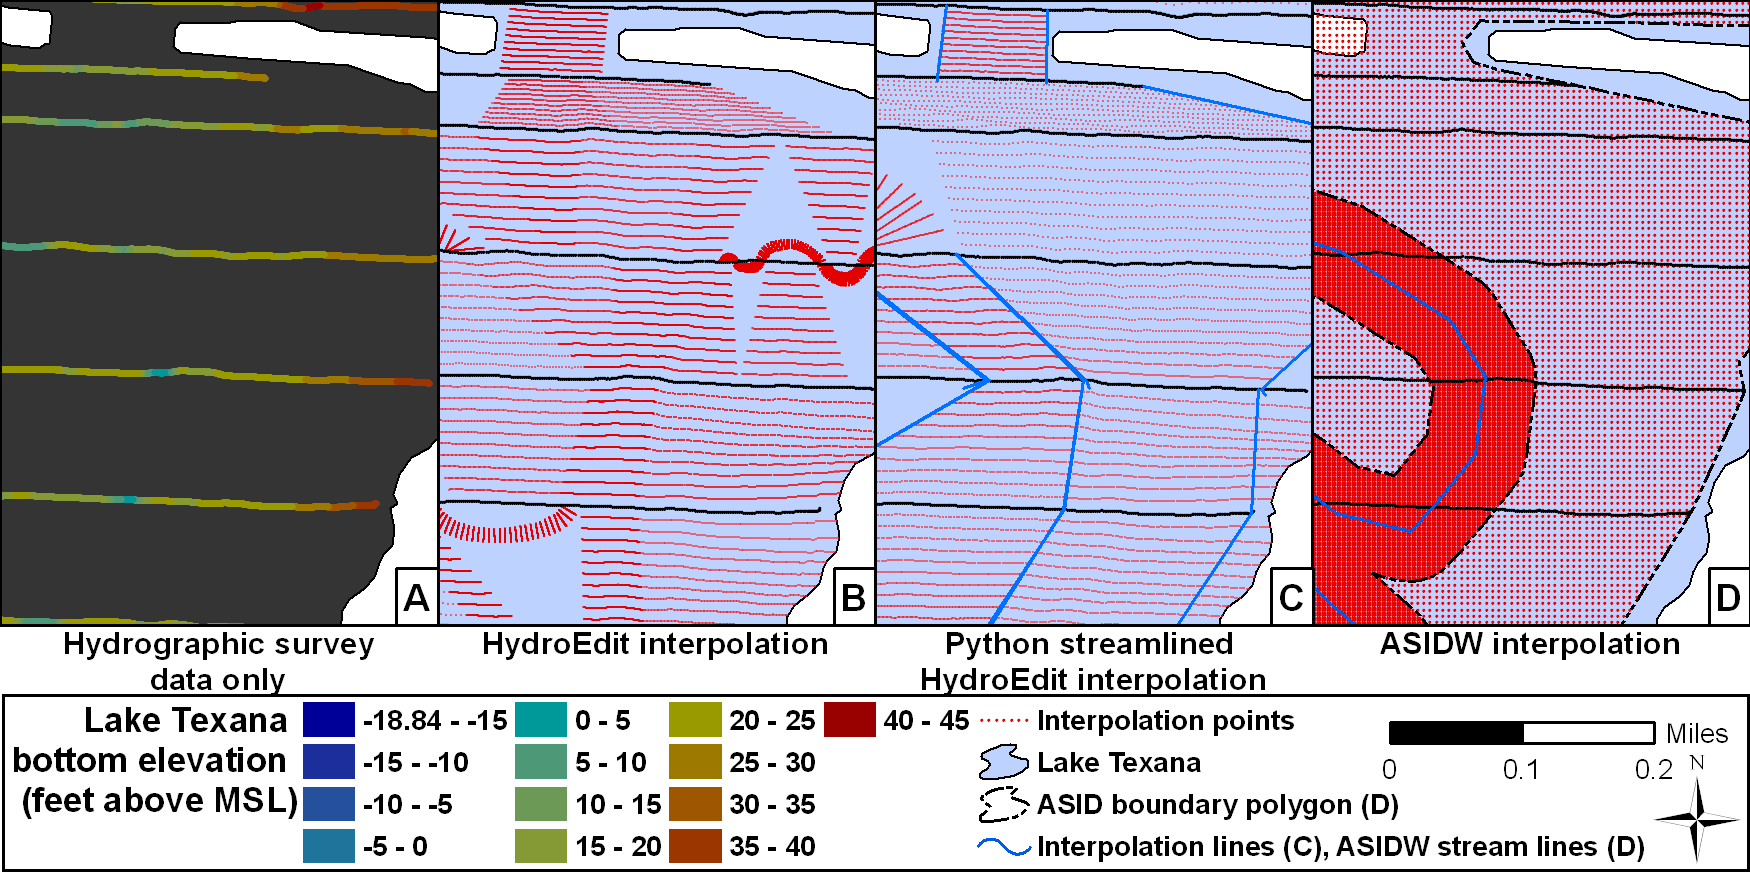 A
B
C
D
Hydrographic survey
data only
HydroEdit interpolation
Python streamlined
HydroEdit interpolation
ASIDW interpolation
Lake Texana
bottom elevation
(feet above MSL)
-18.84 - -15
-15 - -10
-10 - -5
-5 - 0
0 - 5
5 - 10
10 - 15
15 - 20
20 - 25
25 - 30
30 - 35
35 - 40
40 - 45
Interpolation points
Lake Texana
ASID boundary polygon (D)
Interpolation lines (C), ASIDW stream lines (D)
Miles
0 0.1 0.2
N